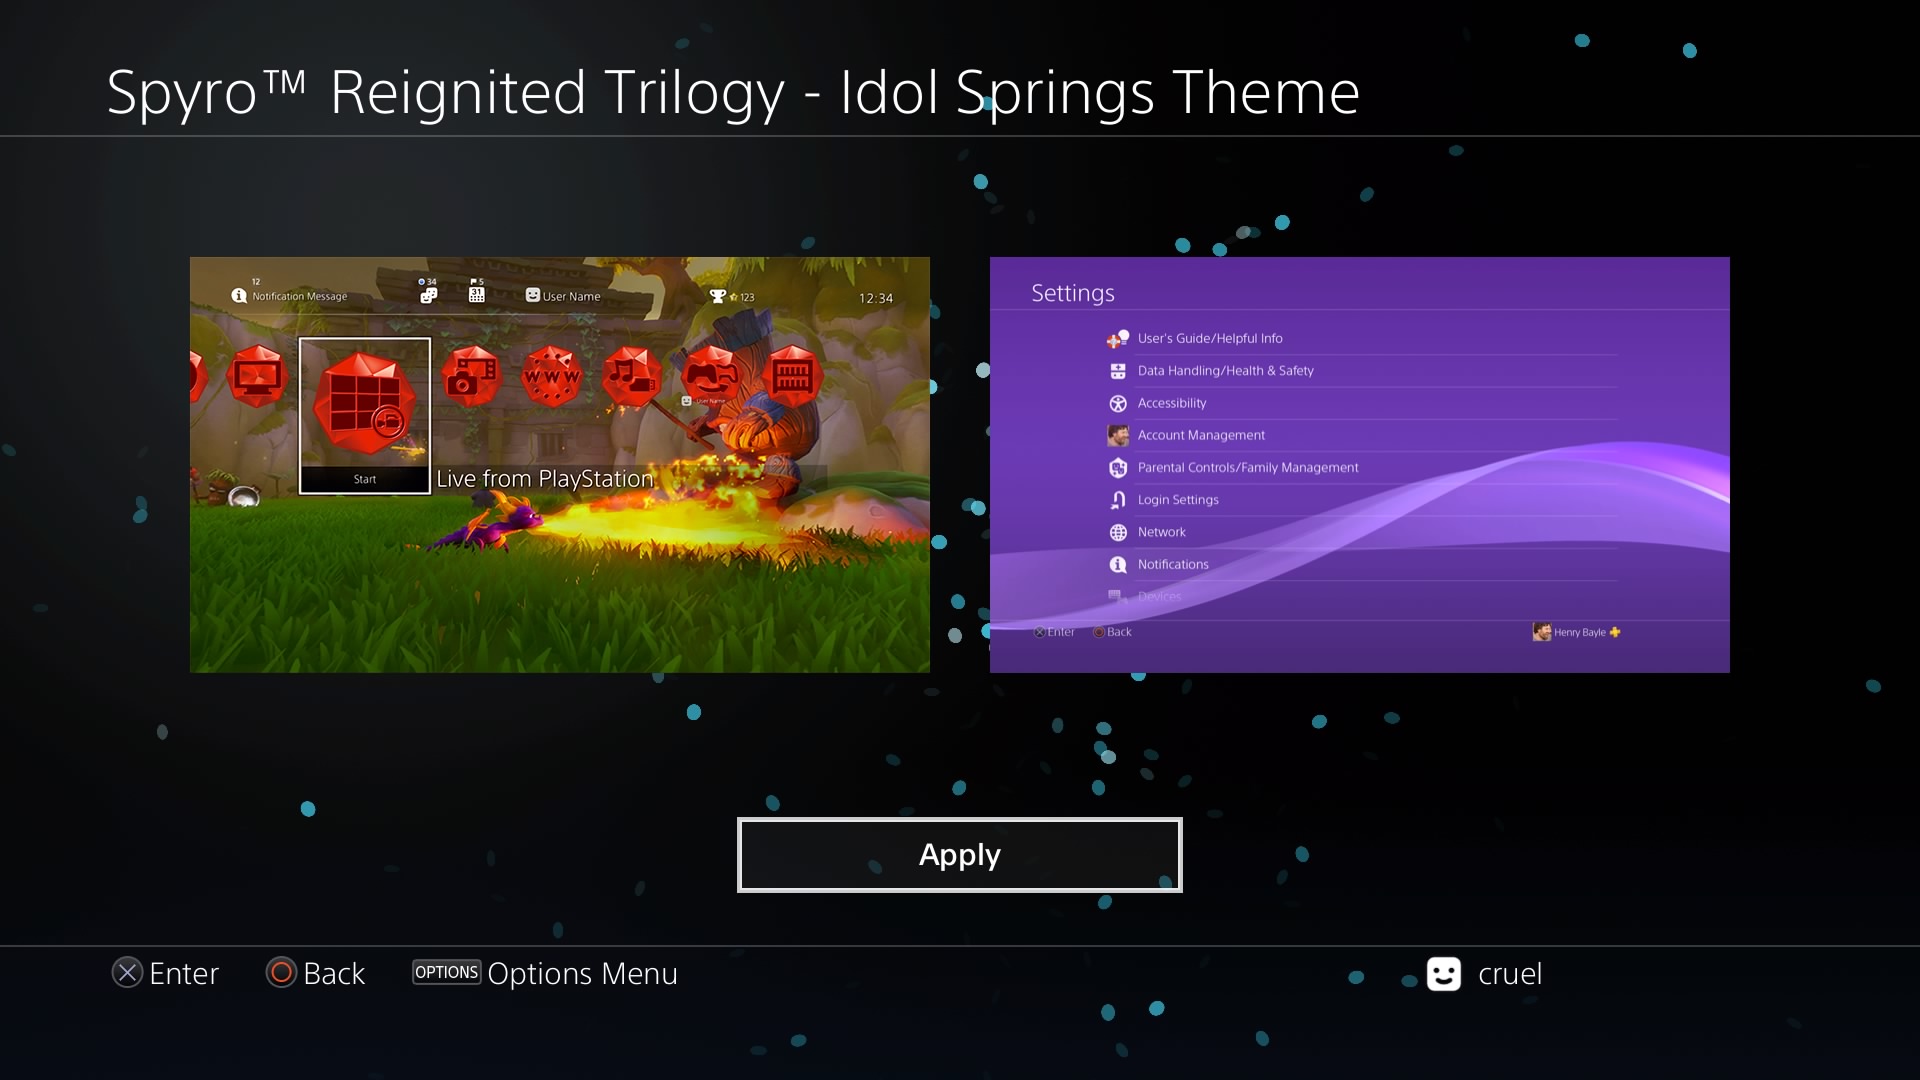 Spyro™ Reignited Trilogy - Idol Springs Theme
12
Notification Message
34
5
31
User Name
123
12:34
WWW
User Name
Start
Live from PlayStation
Settings
User's Guide/Helpful Info
Data Handling/Health & Safety
Accessibility
Account Management
Parental Controls/Family Management
Login Settings
Network
Notifications
Devices
Enter
Back
Henry Bayle
Apply
Enter
Back
OPTIONS Options Menu
cruel